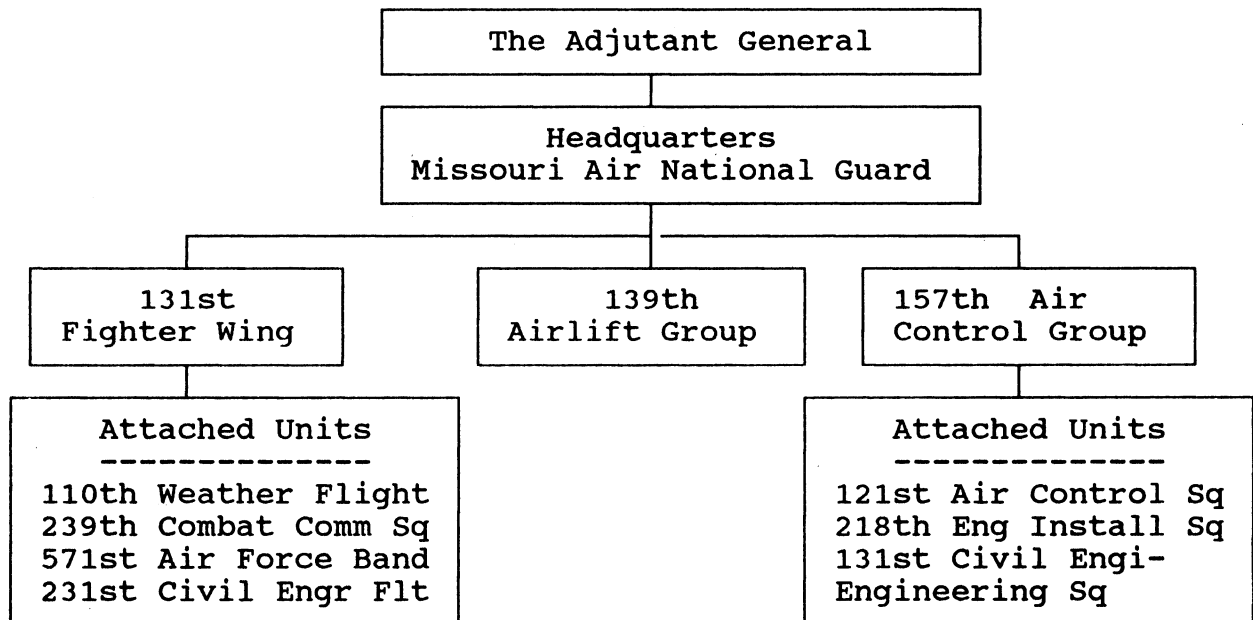 The Adjutant General
Headquarters
Missouri Air National Guard
131st
Fighter Wing
139th
Airlift Group
157th Air
Control Group
Attached Units
--------------
110th Weather Flight
239th Combat Comm Sq
571st Air Force Band
231st Civil Engr Flt
Attached Units
--------------
121st Air Control Sq
218th Eng Install Sq
131st Civil Engi-
Engineering Sq